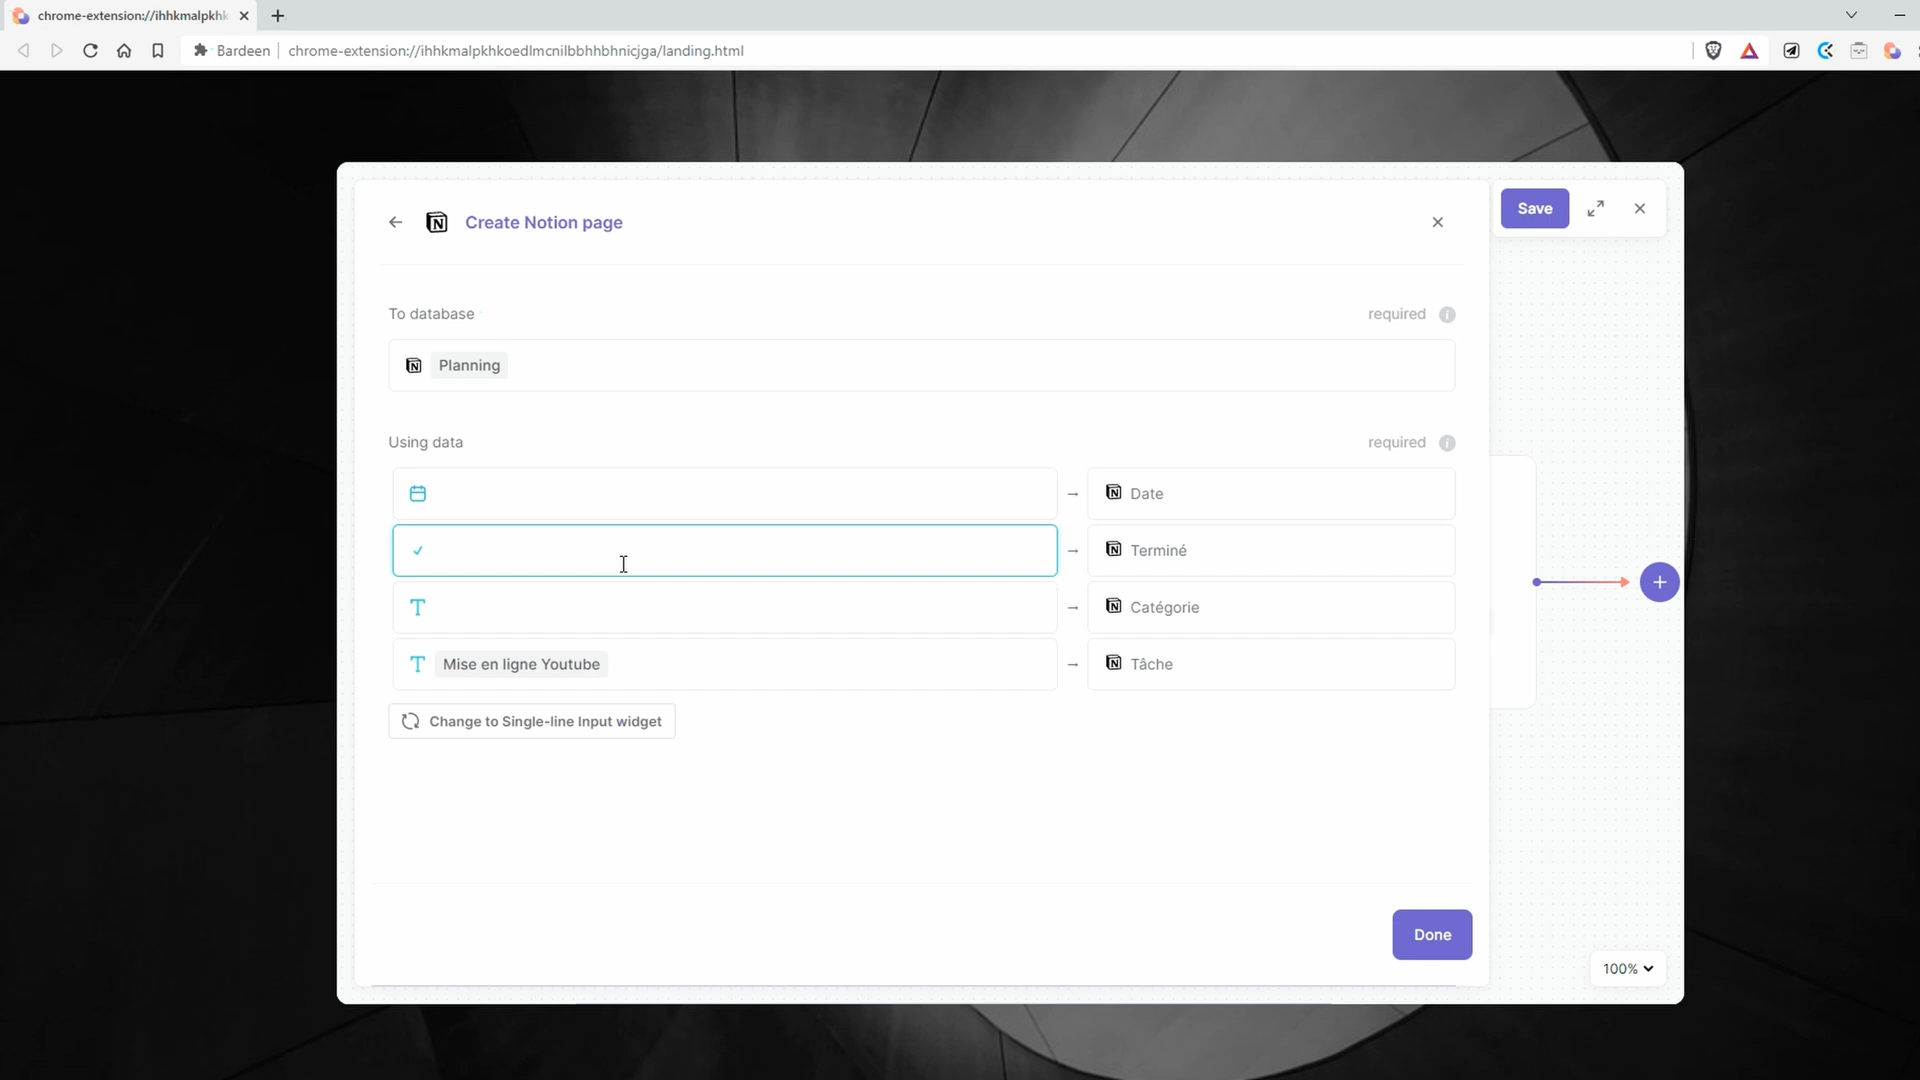 chrome-extension://ihhkmalpkhk
Bardeen
chrome-extension://ihhkmalpkhkoedlmcnilbbhhbhnicjga/landing.html
Create Notion page
Save
To database
required
Planning
Using data
required
Date
Terminé
Catégorie
Mise en ligne Youtube
Tâche
Change to Single-line Input widget
Done
100%